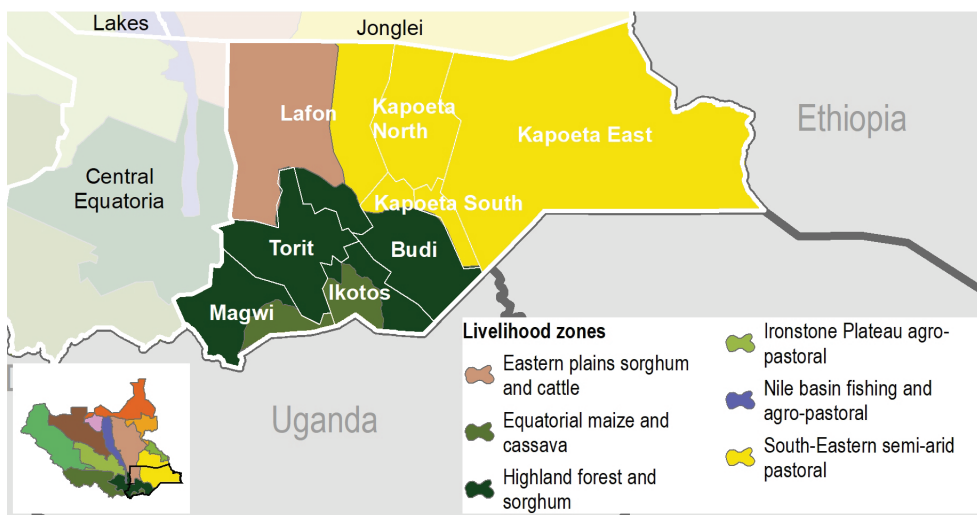 Lakes
Jonglei
Lafon
Kapoeta
North
Kapoeta East
Ethiopia
Central
Equatoria
Kapoeta South
Torit
Budi
Ikotos
Magwi
Uganda
Livelihood zones
Eastern plains sorghum
and cattle
Equatorial maize and
cassava
Highland forest and
sorghum
Ironstone Plateau agro-
pastoral
Nile basin fishing and
agro-pastoral
South-Eastern semi-arid
pastoral